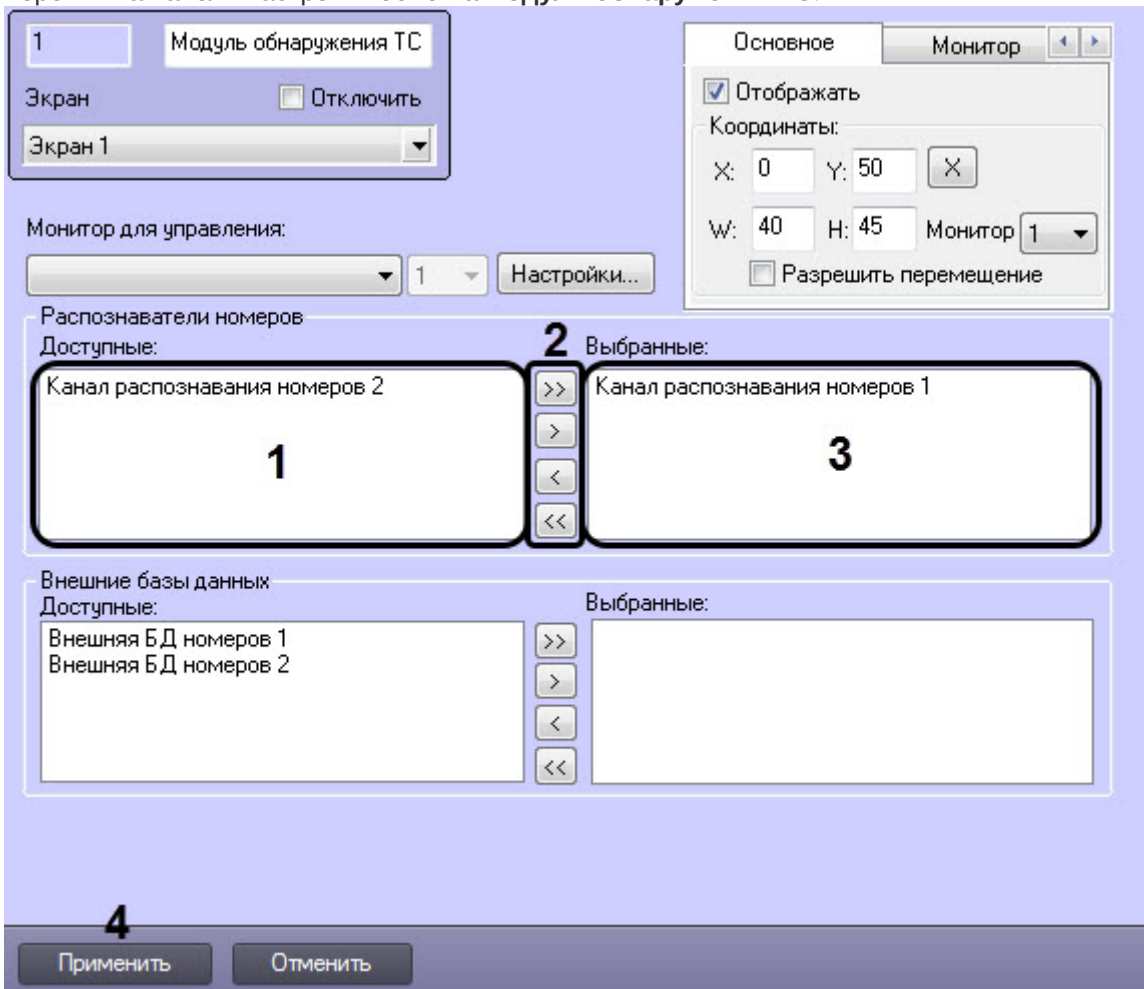 1 Модуль обнаружения ТС
Экран Отключить
Экран 1
Основное Монитор
Отображать
Координаты:
X: 0 Y: 50 X
W: 40 H: 45 Монитор 1
Разрешить перемещение
Монитор для управления:
1 Настройки...
Распознаватели номеров
Доступные: 2 Выбранные:
Канал распознавания номеров 2 >> Канал распознавания номеров 1
>
1 3
<
<<
Внешние базы данных
Доступные: Выбранные:
Внешняя БД номеров 1 >>
Внешняя БД номеров 2
>
<
<<
4
Применить Отменить